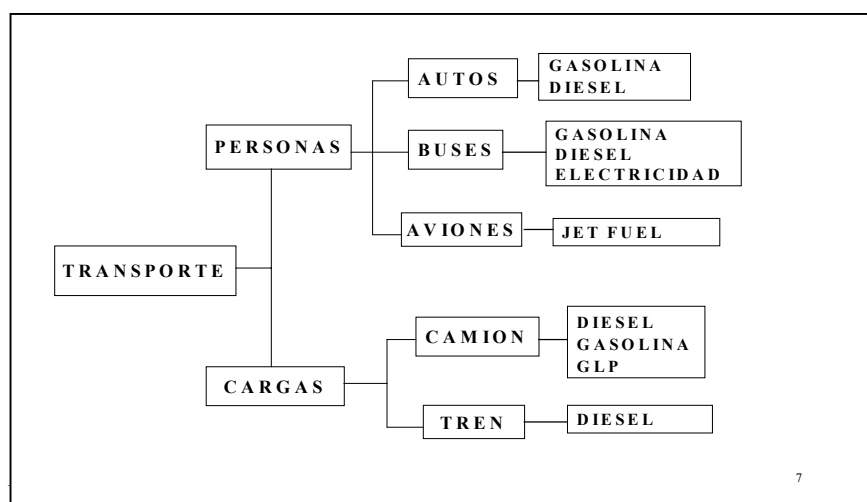 TRANSPORTE
PERSONAS
AUTOS
GASOLINA
DIESEL
BUSES
GASOLINA
DIESEL
ELECTRICIDAD
AVIONES
JET FUEL
CARGAS
CAMION
DIESEL
GASOLINA
GLP
TREN
DIESEL
7